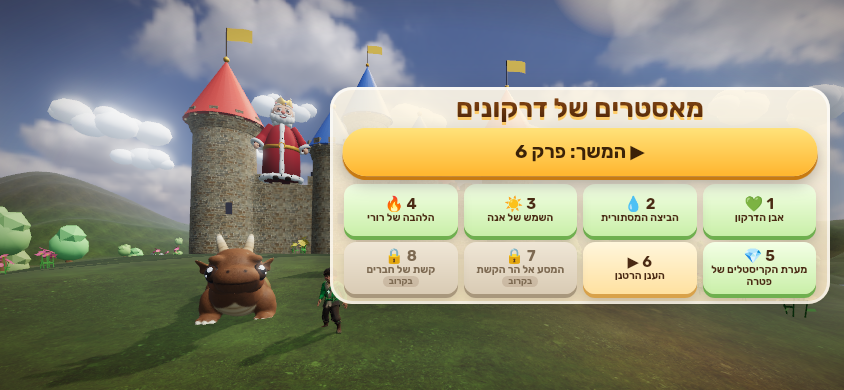 מאסטרים של דרקונים
▶ המשך: פרק 6
💚 1
אבן הדרקון
💧 2
הביצה המסתורית
☀️ 3
השמש של אנה
🔥 4
הלהבה של רורי
💎 5
מערת הקריסטלים של
פטרה
▶ 6
הענן הרטנן
🔒 7
המסע אל הר הקשת
בקרוב
🔒 8
קשת של חברים
בקרוב